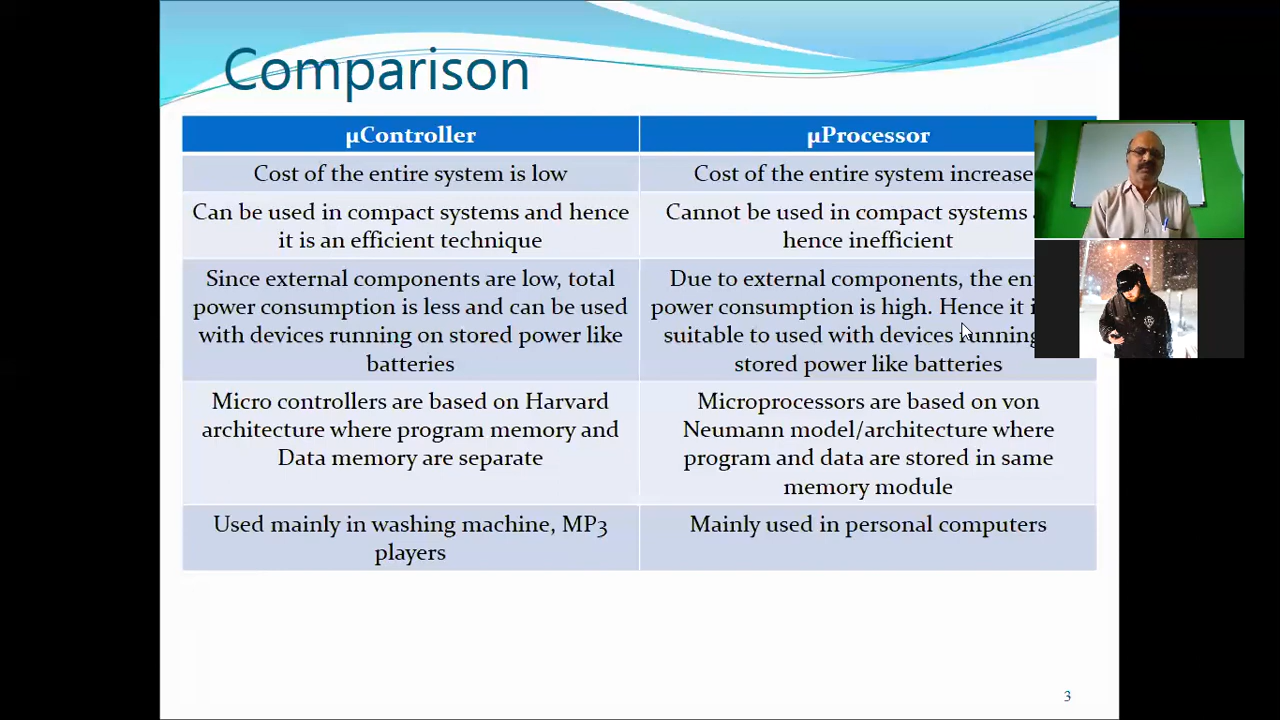 Comparison
µController
µProcessor
Cost of the entire system is low
Cost of the entire system increase
Can be used in compact systems and hence
it is an efficient technique
Cannot be used in compact systems
hence inefficient
Since external components are low, total
power consumption is less and can be used
with devices running on stored power like
batteries
Due to external components, the
power consumption is high. Hence it
suitable to used with devices running
stored power like batteries
Micro controllers are based on Harvard
architecture where program memory and
Data memory are separate
Microprocessors are based on von
Neumann model/architecture where
program and data are stored in same
memory module
Used mainly in washing machine, MP3
players
Mainly used in personal computers
3